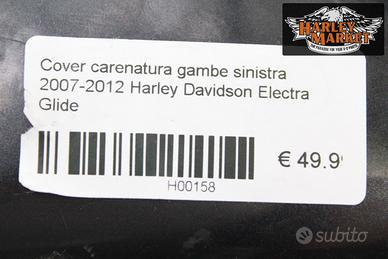 HARLEY
MARKET
Cover carenatura gambe sinistra
2007-2012 Harley Davidson Electra
Glide
€ 49.9
H00158
subito